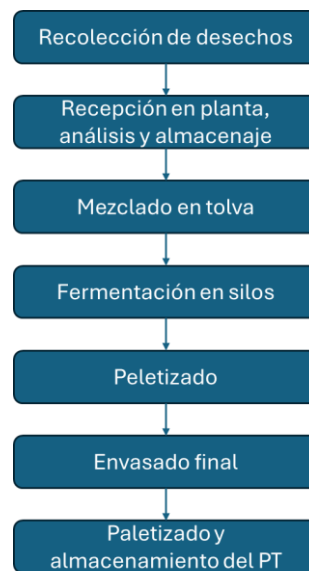 Recolección de desechos
Recepción en planta,
análisis y almacenaje
Mezclado en tolva
Fermentación en silos
Peletizado
Envasado final
Paletizado y
almacenamiento del PT